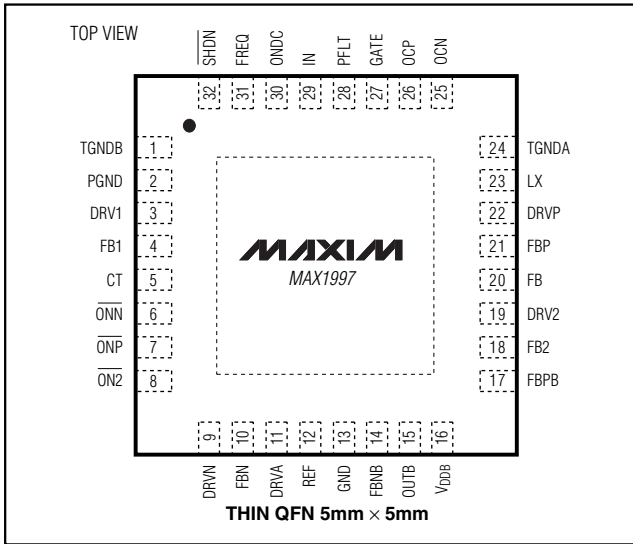 TOP VIEW
SHDN
FREQ
ONDC
IN
PFLT
GATE
OCP
OCN
32
31
30
29
28
27
26
25
TGNDB 1
PGND 2
DRV1 3
FB1 4
CT 5
ONN 6
ONP 7
ON2 8
24 TGNDA
23 LX
22 DRVP
21 FBP
20 FB
19 DRV2
18 FB2
17 FBPB
MAXIM
MAX1997
9
10
11
12
13
14
15
16
DRVN
FBN
DRVA
REF
GND
FBNB
OUTB
VDDB
THIN QFN 5mm × 5mm